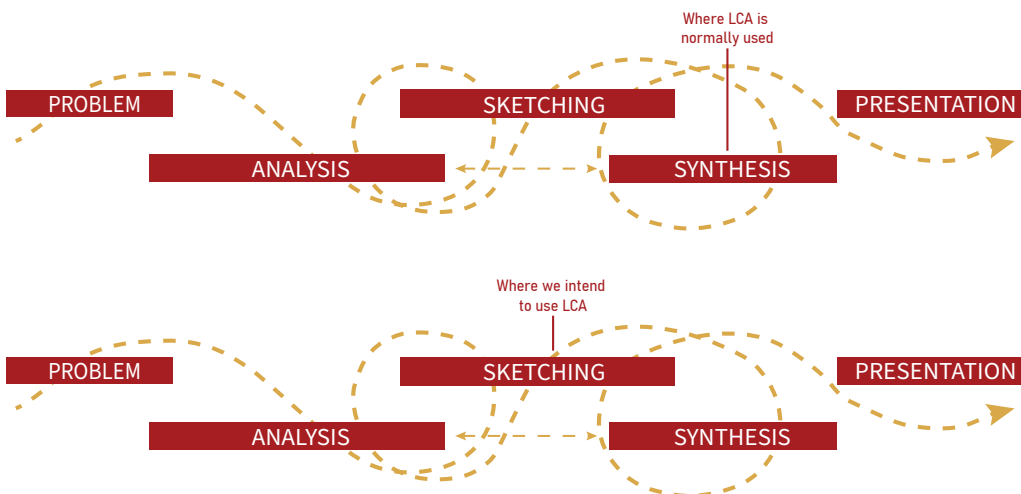 Where LCA is
normally used
PROBLEM
SKETCHING
PRESENTATION
ANALYSIS
SYNTHESIS
Where we intend
to use LCA
PROBLEM
SKETCHING
PRESENTATION
ANALYSIS
SYNTHESIS